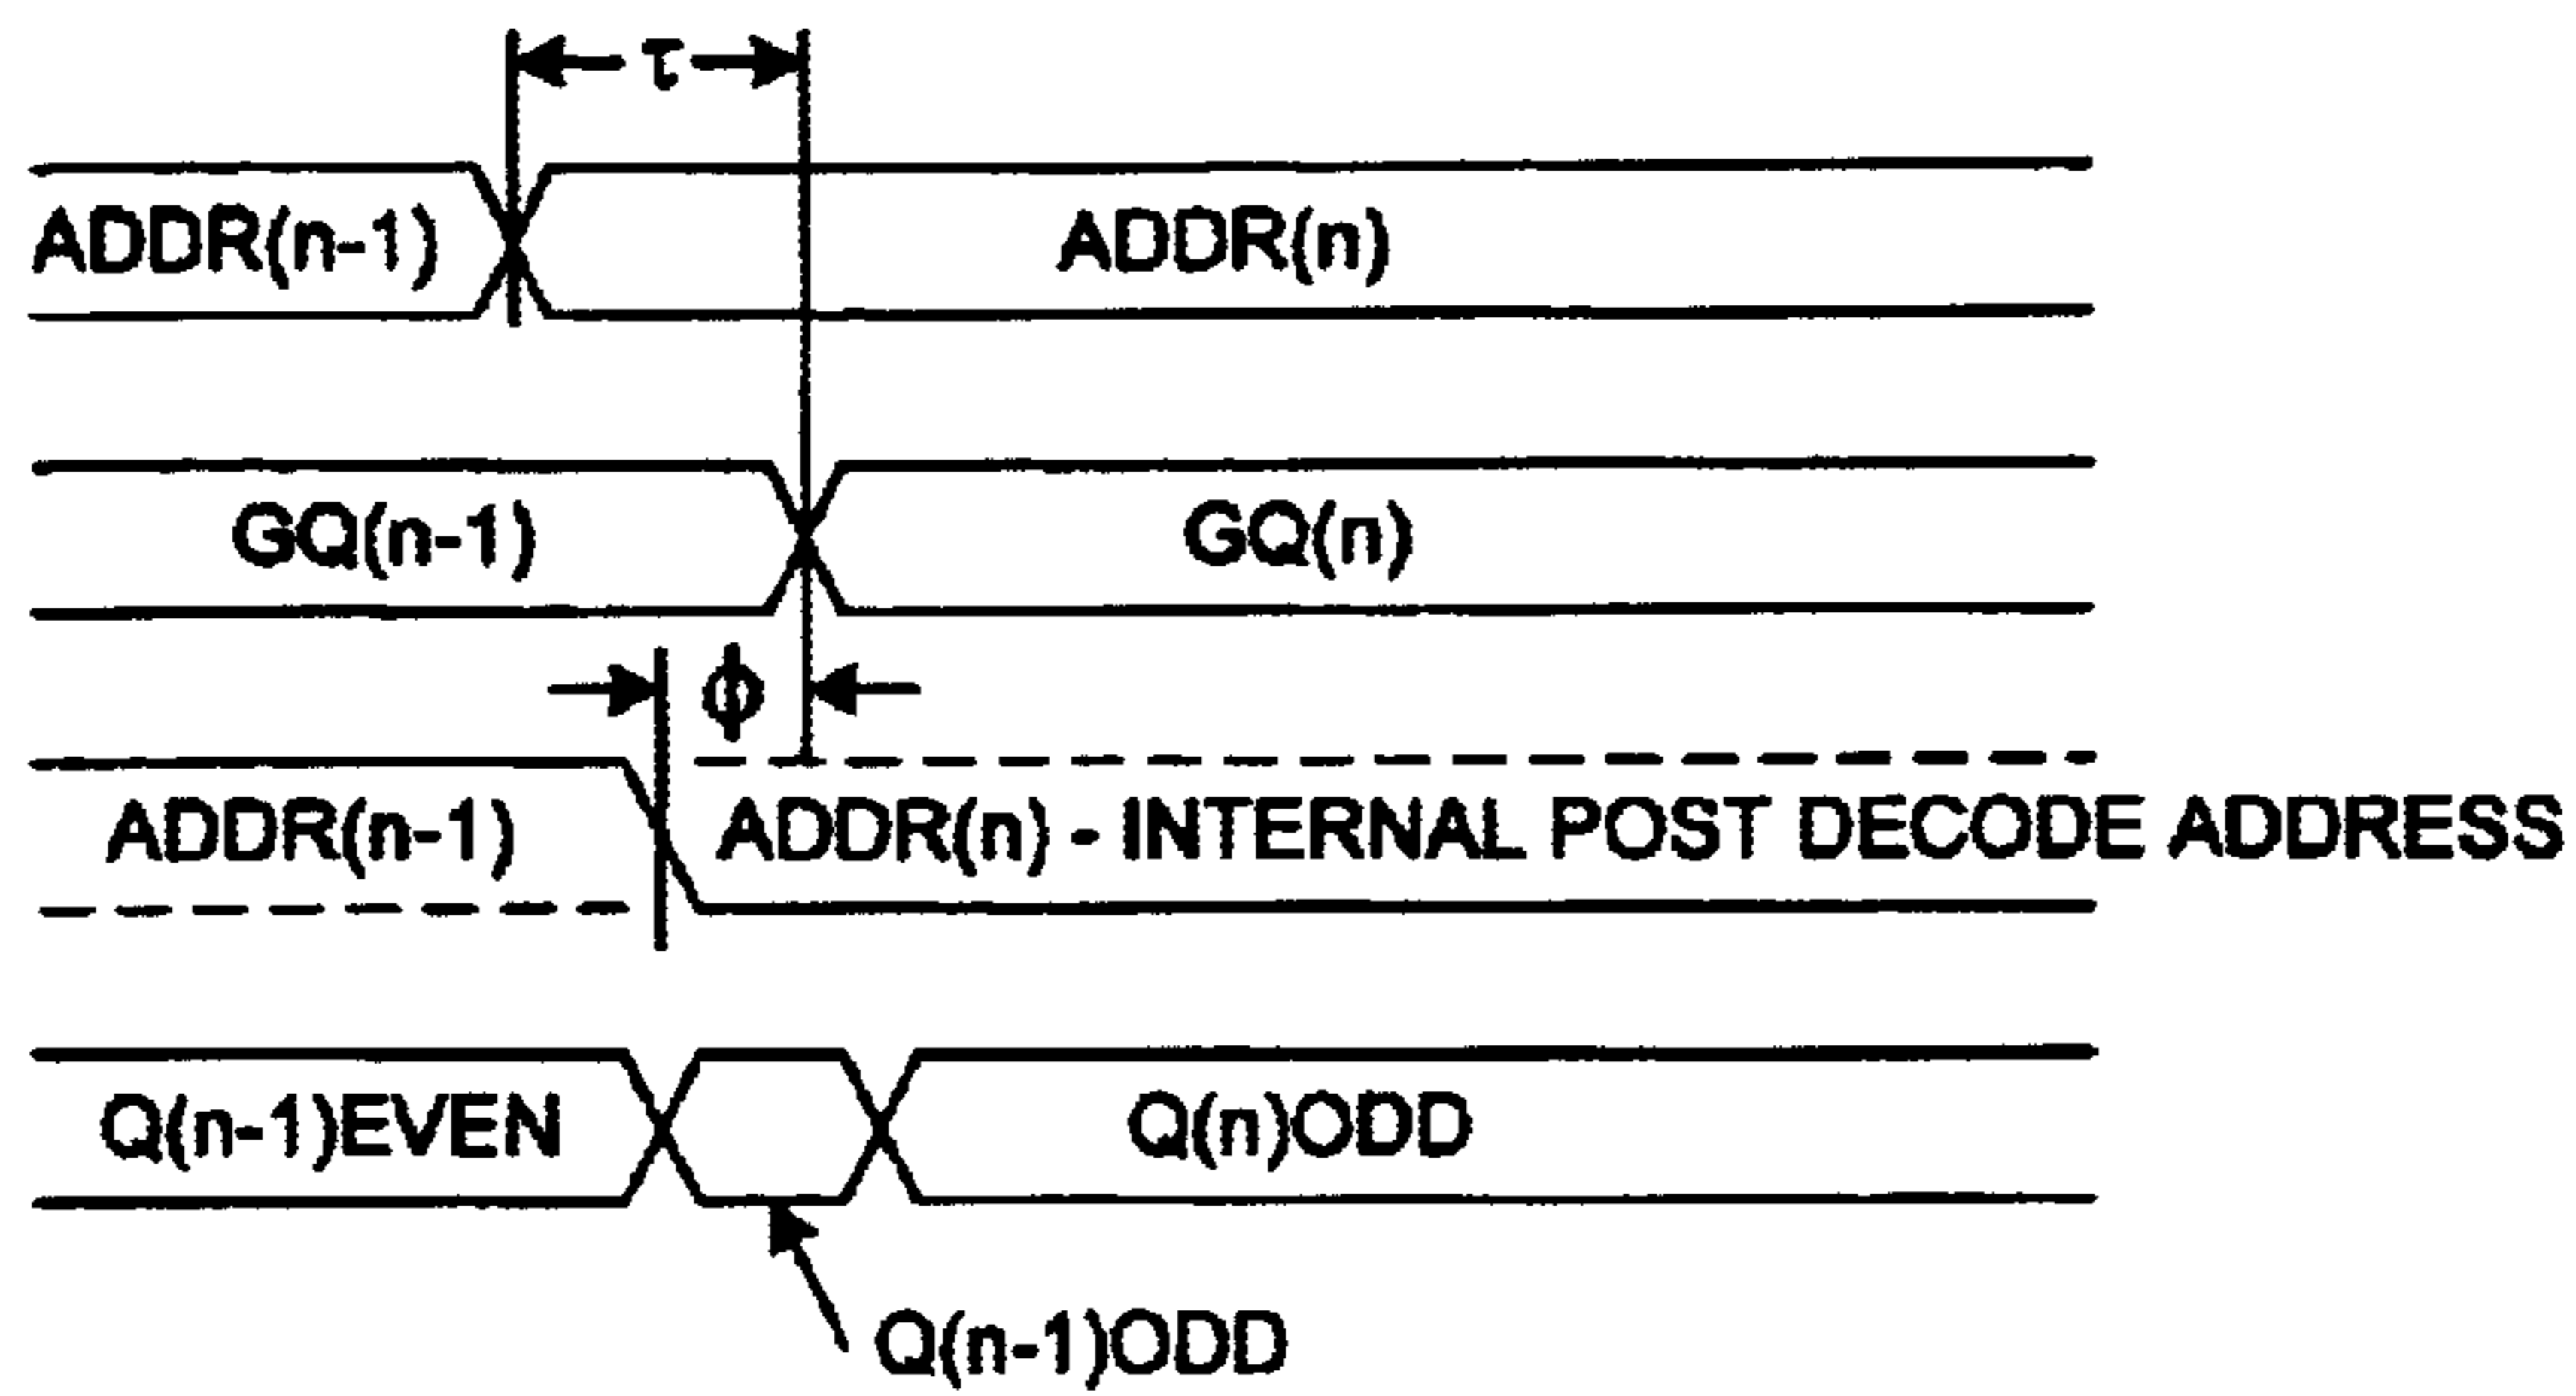 τ
ADDR(n-1) ADDR(n)
GQ(n-1) GQ(n)
ϕ
ADDR(n-1) ADDR(n) - INTERNAL POST DECODE ADDRESS
Q(n-1)EVEN Q(n)ODD
Q(n-1)ODD